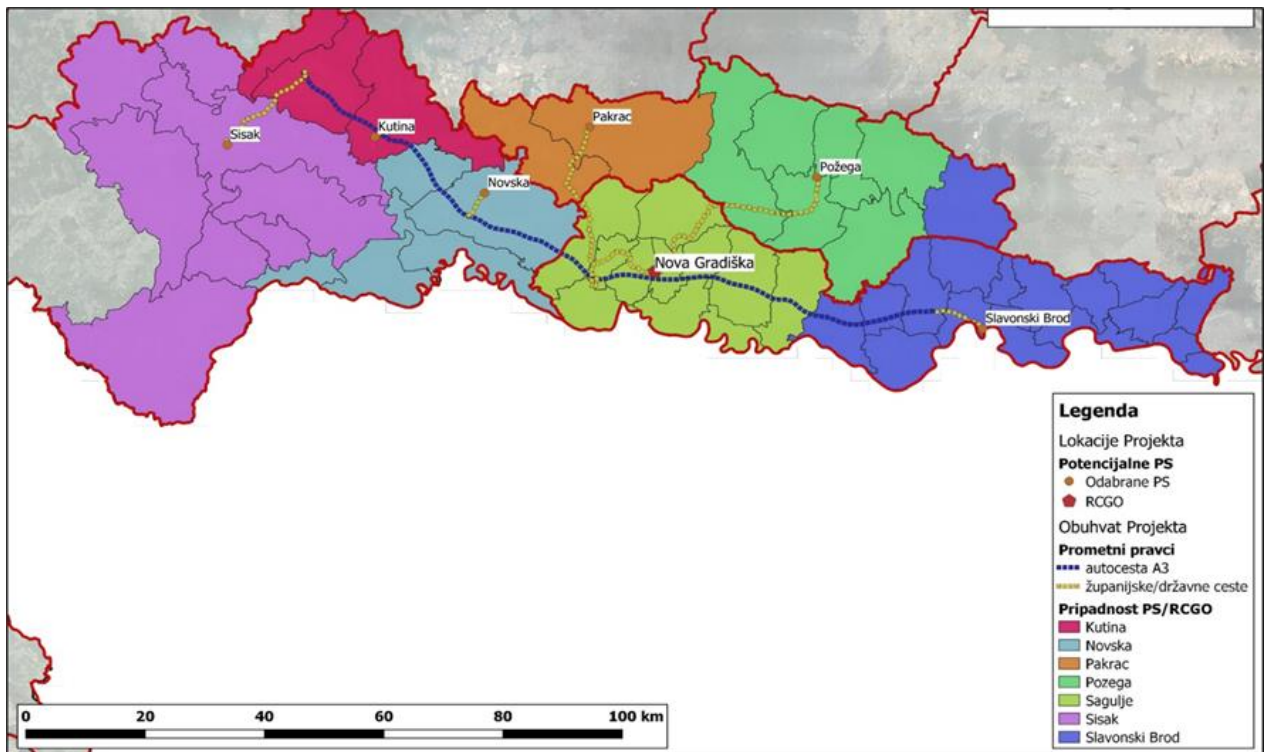 Sisak
Kutina
Pakrac
Novska
Požega
Nova Gradiška
Slavonski Brod
Legenda
Lokacije Projekta
Potencijalne PS
Odabrane PS
RCGO
Obuhvat Projekta
Prometni pravci
autocesta A3
županijske/državne ceste
Pripadnost PS/RCGO
Kutina
Novska
Pakrac
Pozega
Sagulje
Sisak
Slavonski Brod
0 20 40 60 80 100 km